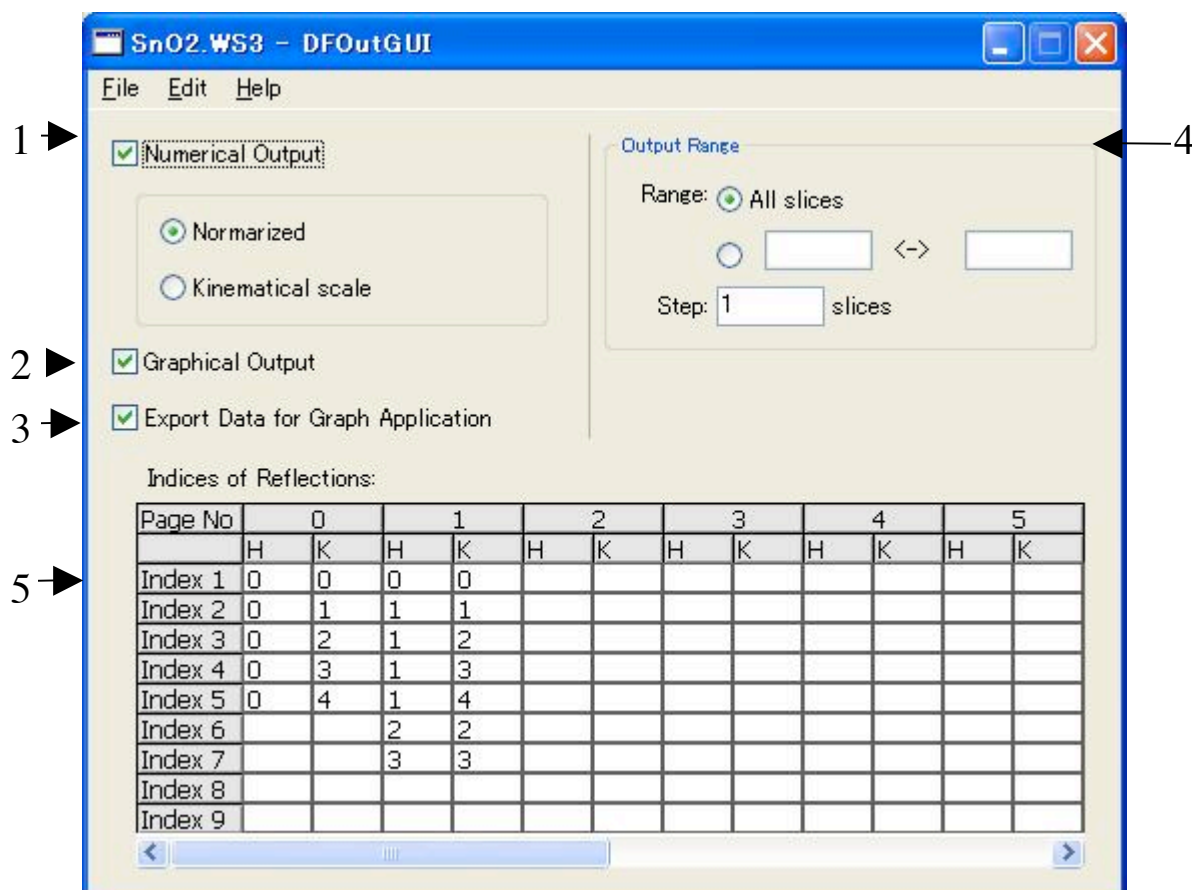 SnO2.WS3 - DFOutGUI
File Edit Help
1
Numerical Output
Normarized
Kinematical scale
2
Graphical Output
3
Export Data for Graph Application
4
Output Range
Range: All slices
<->
Step: 1 slices
Indices of Reflections:
5
Page No 0 1 2 3 4 5
H K H K H K H K H K H K
Index 1 0 0 0 0
Index 2 0 1 1 1
Index 3 0 2 1 2
Index 4 0 3 1 3
Index 5 0 4 1 4
Index 6 2 2
Index 7 3 3
Index 8
Index 9